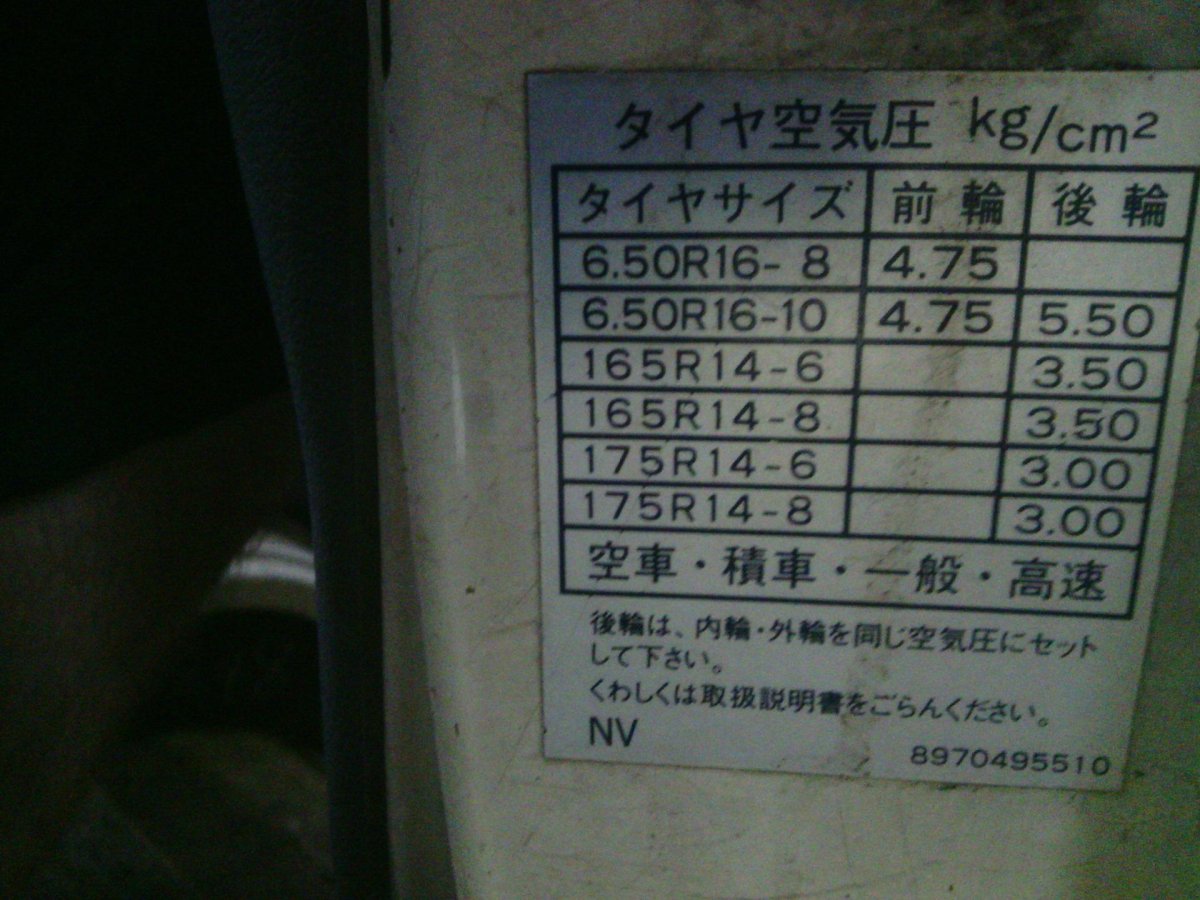 タイヤ空気圧 kg/cm²
タイヤサイズ 前輪 後輪
6.50R16-8 4.75
6.50R16-10 4.75 5.50
165R14-6 3.50
165R14-8 3.50
175R14-6 3.00
175R14-8 3.00
空車・積車・一般・高速
後輪は、内輪・外輪を同じ空気圧にセット
して下さい。
くわしくは取扱説明書をごらんください。
NV 8970495510